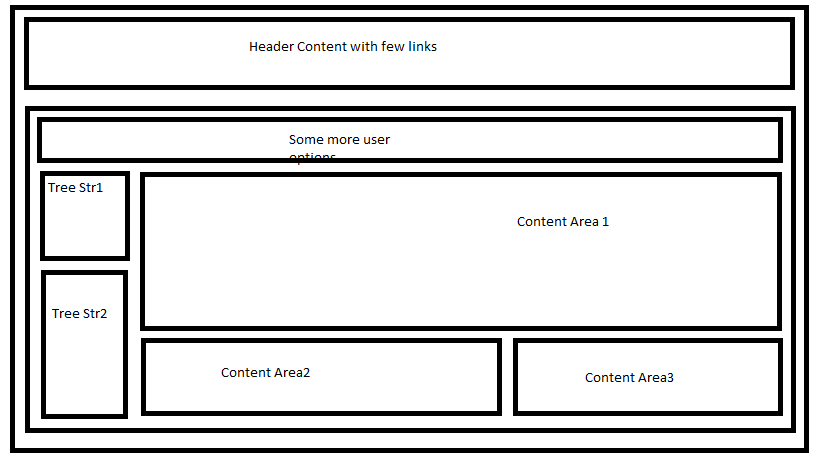 Header Content with few links
Some more user
options
Tree Str1
Content Area 1
Tree Str2
Content Area2
Content Area3